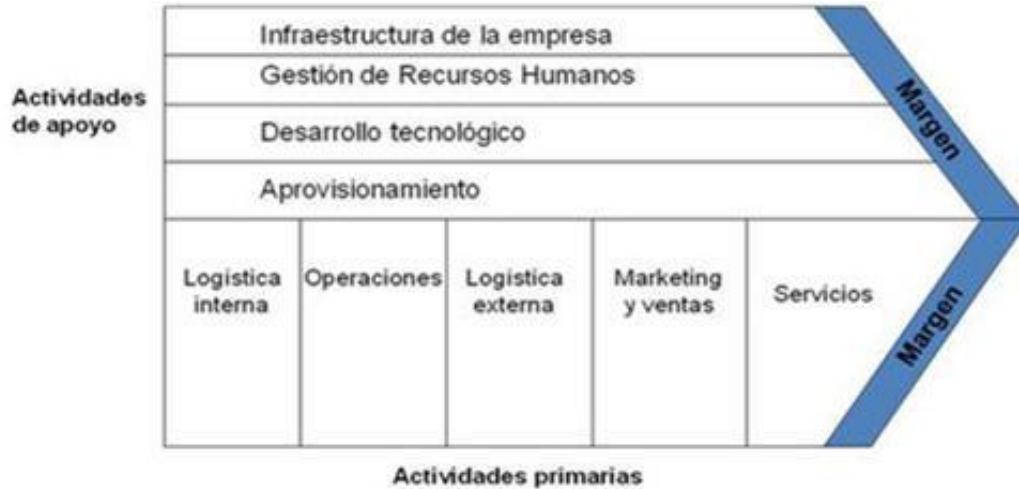 Infraestructura de la empresa
Gestión de Recursos Humanos
Actividades
de apoyo
Desarrollo tecnológico
Aprovisionamiento
Margen
Logística
interna
Operaciones
Logística
externa
Marketing
y ventas
Servicios
Margen
Actividades primarias